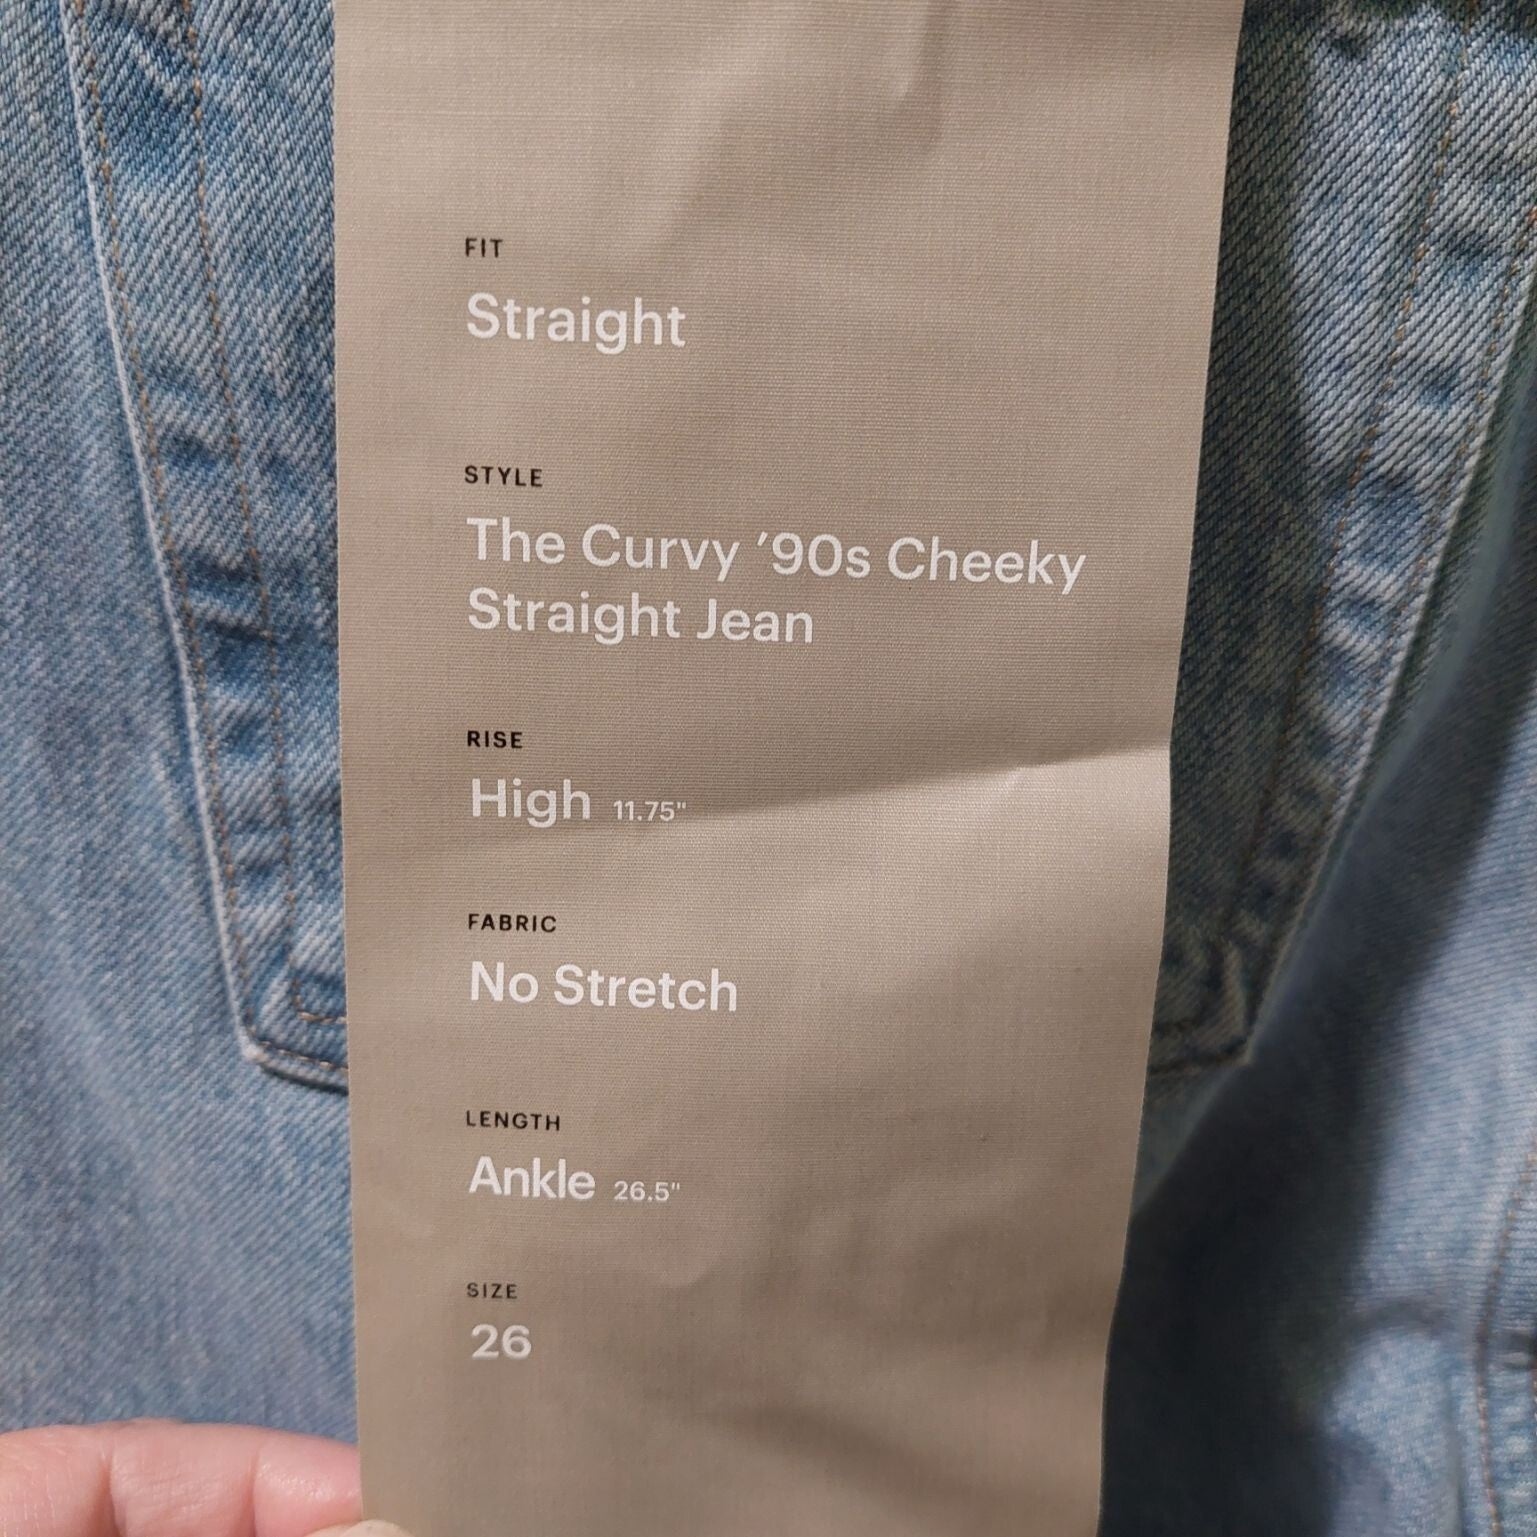 FIT
Straight
STYLE
The Curvy ’90s Cheeky
Straight Jean
RISE
High 11.75"
FABRIC
No Stretch
LENGTH
Ankle 26.5"
SIZE
26